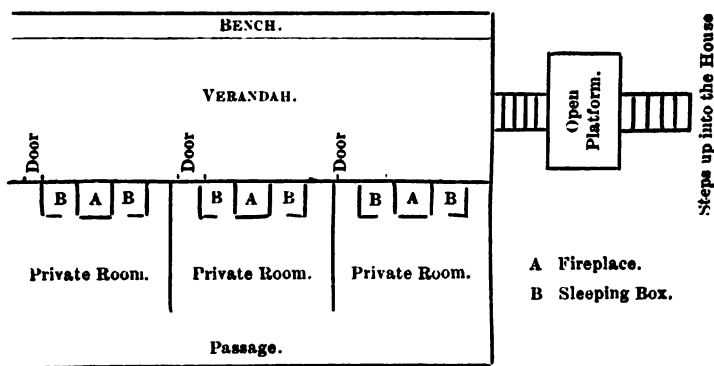 BENCH.
VERANDAH.
Door
Door
Door
Open
Platform.
Steps up into the House
B A B
B A B
B A B
Private Room.
Private Room.
Private Room.
A Fireplace.
B Sleeping Box.
Passage.